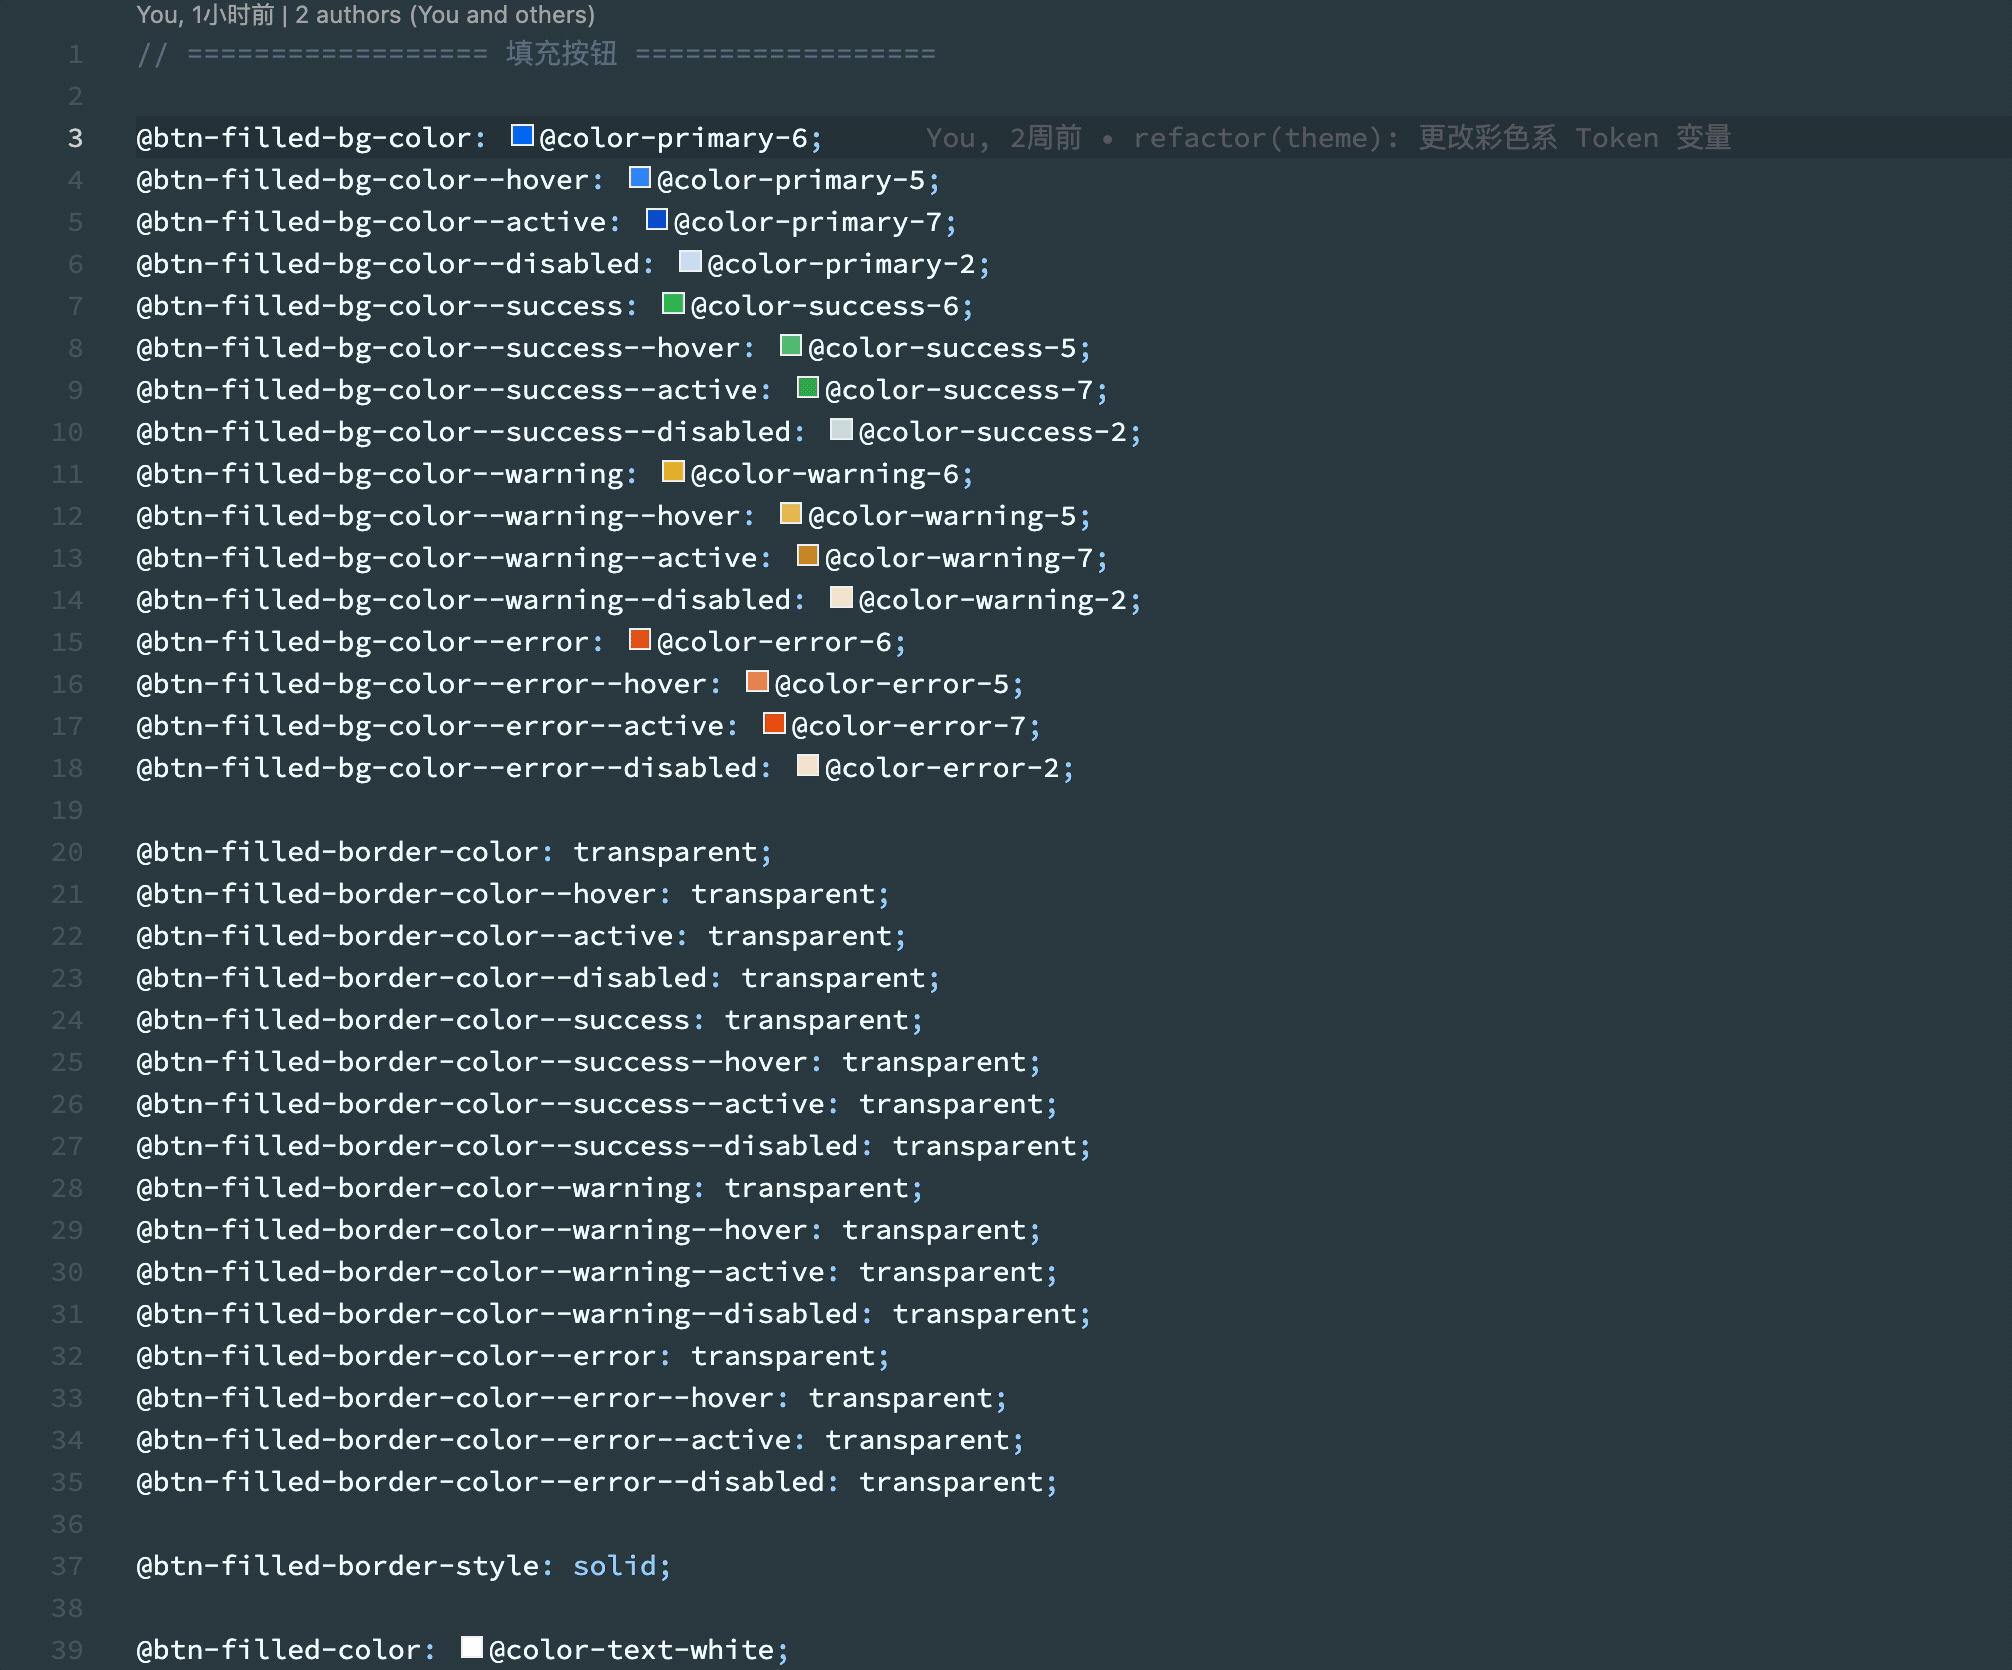 You, 1小时前 | 2 authors (You and others)
1 // ================== 填充按钮 ==================
2
3 @btn-filled-bg-color: @color-primary-6; You, 2周前 • refactor(theme): 更改彩色系 Token 变量
4 @btn-filled-bg-color--hover: @color-primary-5;
5 @btn-filled-bg-color--active: @color-primary-7;
6 @btn-filled-bg-color--disabled: @color-primary-2;
7 @btn-filled-bg-color--success: @color-success-6;
8 @btn-filled-bg-color--success--hover: @color-success-5;
9 @btn-filled-bg-color--success--active: @color-success-7;
10 @btn-filled-bg-color--success--disabled: @color-success-2;
11 @btn-filled-bg-color--warning: @color-warning-6;
12 @btn-filled-bg-color--warning--hover: @color-warning-5;
13 @btn-filled-bg-color--warning--active: @color-warning-7;
14 @btn-filled-bg-color--warning--disabled: @color-warning-2;
15 @btn-filled-bg-color--error: @color-error-6;
16 @btn-filled-bg-color--error--hover: @color-error-5;
17 @btn-filled-bg-color--error--active: @color-error-7;
18 @btn-filled-bg-color--error--disabled: @color-error-2;
19
20 @btn-filled-border-color: transparent;
21 @btn-filled-border-color--hover: transparent;
22 @btn-filled-border-color--active: transparent;
23 @btn-filled-border-color--disabled: transparent;
24 @btn-filled-border-color--success: transparent;
25 @btn-filled-border-color--success--hover: transparent;
26 @btn-filled-border-color--success--active: transparent;
27 @btn-filled-border-color--success--disabled: transparent;
28 @btn-filled-border-color--warning: transparent;
29 @btn-filled-border-color--warning--hover: transparent;
30 @btn-filled-border-color--warning--active: transparent;
31 @btn-filled-border-color--warning--disabled: transparent;
32 @btn-filled-border-color--error: transparent;
33 @btn-filled-border-color--error--hover: transparent;
34 @btn-filled-border-color--error--active: transparent;
35 @btn-filled-border-color--error--disabled: transparent;
36
37 @btn-filled-border-style: solid;
38
39 @btn-filled-color: @color-text-white;